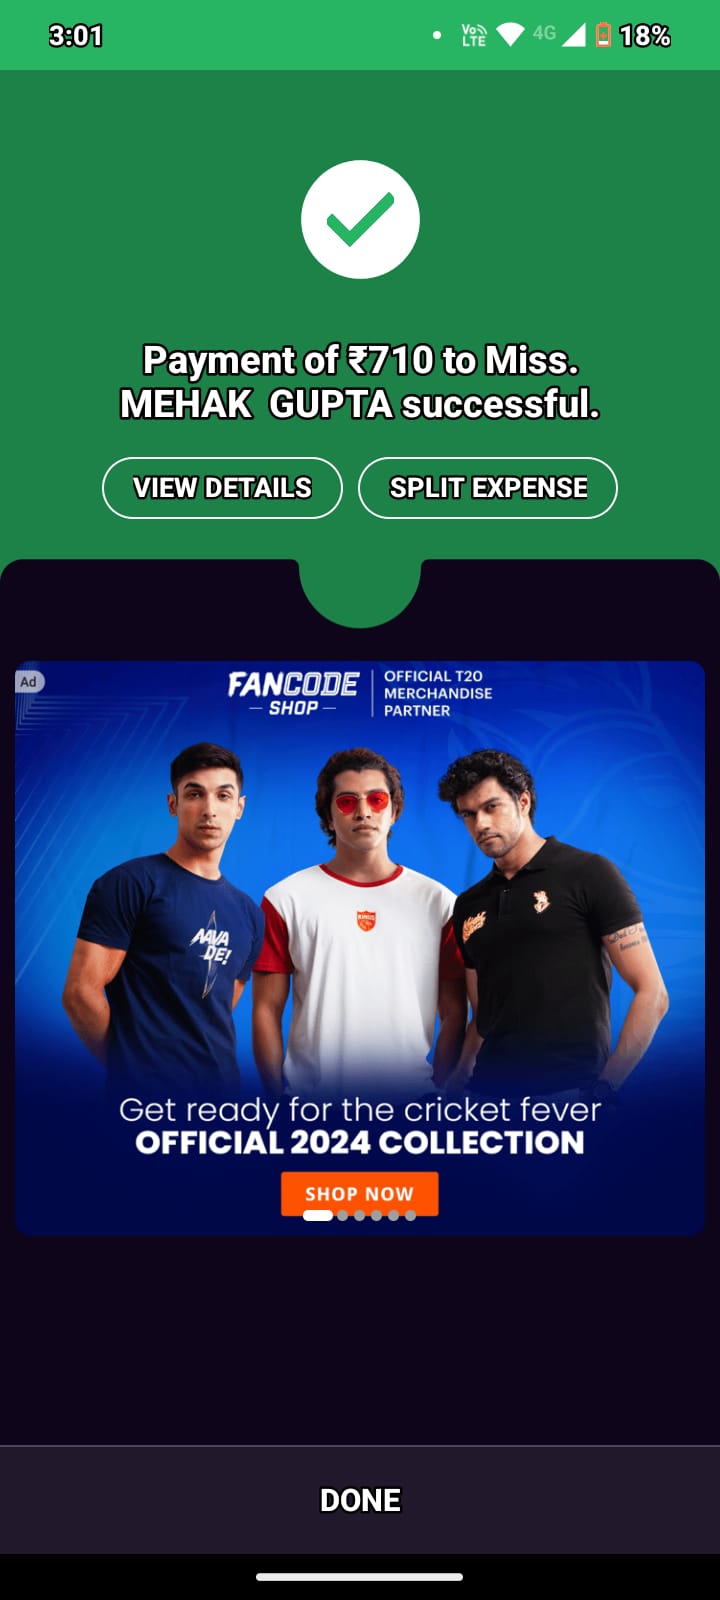 3:01
Vo LTE 4G 18%
Payment of ₹710 to Miss.
MEHAK GUPTA successful.
VIEW DETAILS
SPLIT EXPENSE
Ad
FANCODE
SHOP
OFFICIAL T20
MERCHANDISE
PARTNER
AAVA
DE!
KINGS
Get ready for the cricket fever
OFFICIAL 2024 COLLECTION
SHOP NOW
DONE